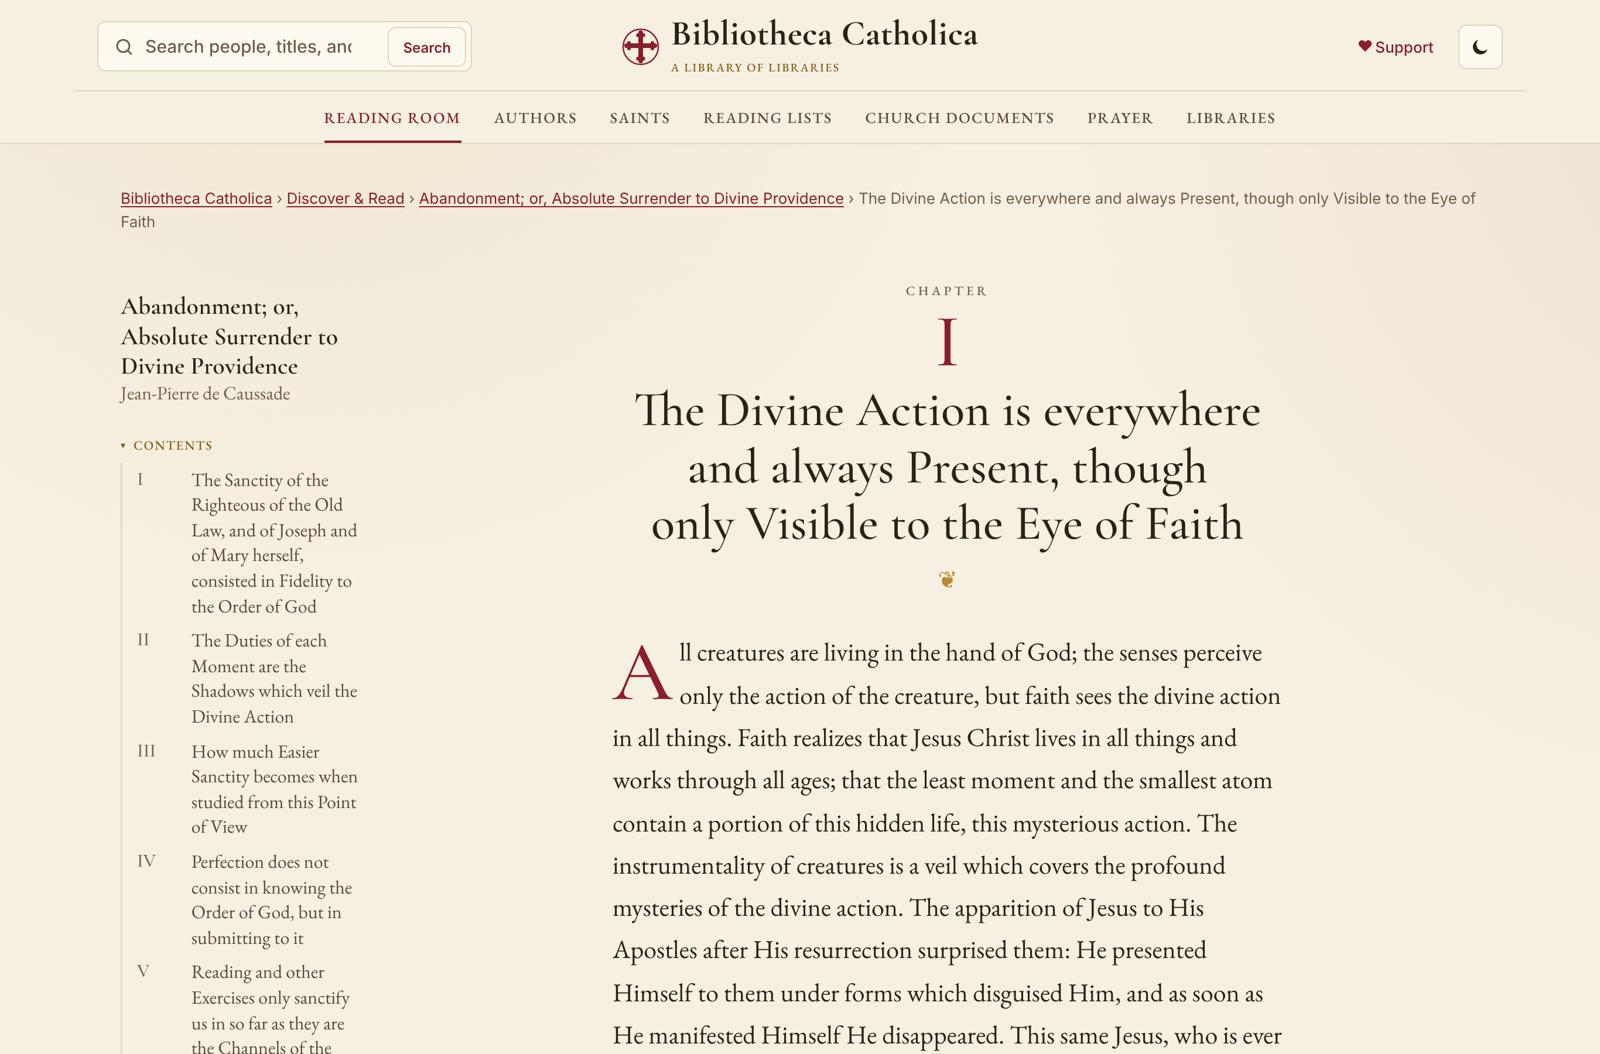 Search people, titles, and
Search
Bibliotheca Catholica
A LIBRARY OF LIBRARIES
Support
READING ROOM
AUTHORS
SAINTS
READING LISTS
CHURCH DOCUMENTS
PRAYER
LIBRARIES
Bibliotheca Catholica › Discover & Read › Abandonment; or, Absolute Surrender to Divine Providence › The Divine Action is everywhere and always Present, though only Visible to the Eye of
Faith
Abandonment; or,
Absolute Surrender to
Divine Providence
Jean-Pierre de Caussade
▾ CONTENTS
I
The Sanctity of the
Righteous of the Old
Law, and of Joseph and
of Mary herself,
consisted in Fidelity to
the Order of God
II
The Duties of each
Moment are the
Shadows which veil the
Divine Action
III
How much Easier
Sanctity becomes when
studied from this Point
of View
IV
Perfection does not
consist in knowing the
Order of God, but in
submitting to it
V
Reading and other
Exercises only sanctify
us in so far as they are
the Channels of the
CHAPTER
I
The Divine Action is everywhere
and always Present, though
only Visible to the Eye of Faith
❦
All creatures are living in the hand of God; the senses perceive
only the action of the creature, but faith sees the divine action
in all things. Faith realizes that Jesus Christ lives in all things and
works through all ages; that the least moment and the smallest atom
contain a portion of this hidden life, this mysterious action. The
instrumentality of creatures is a veil which covers the profound
mysteries of the divine action. The apparition of Jesus to His
Apostles after His resurrection surprised them: He presented
Himself to them under forms which disguised Him, and as soon as
He manifested Himself He disappeared. This same Jesus, who is ever